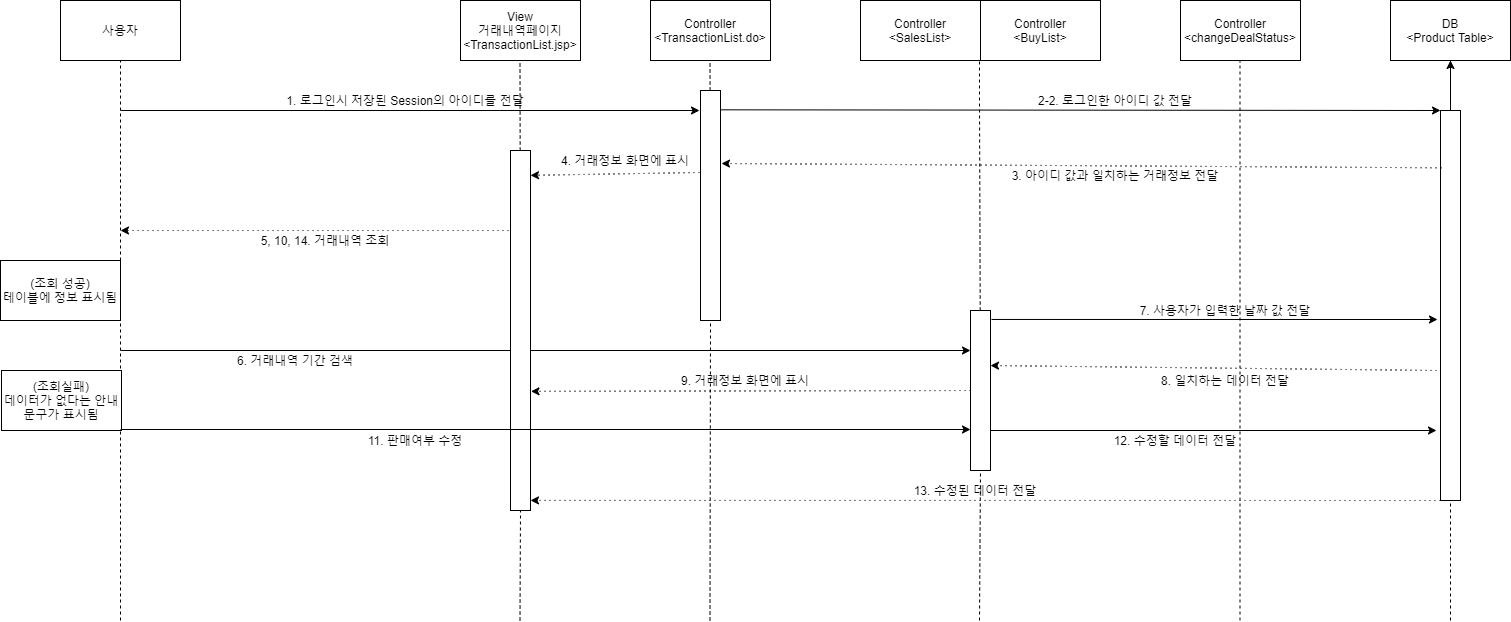 사용자
View
거래내역페이지
<TransactionList.jsp>
Controller
<TransactionList.do>
Controller
<SalesList>
Controller
<BuyList>
Controller
<changeDealStatus>
DB
<Product Table>
1. 로그인시 저장된 Session의 아이디를 전달
2-2. 로그인한 아이디 값 전달
4. 거래정보 화면에 표시
3. 아이디 값과 일치하는 거래정보 전달
5, 10, 14. 거래내역 조회
(조회 성공)
테이블에 정보 표시됨
7. 사용자가 입력한 날짜 값 전달
6. 거래내역 기간 검색
9. 거래정보 화면에 표시
8. 일치하는 데이터 전달
(조회실패)
데이터가 없다는 안내
문구가 표시됨
11. 판매여부 수정
12. 수정할 데이터 전달
13. 수정된 데이터 전달